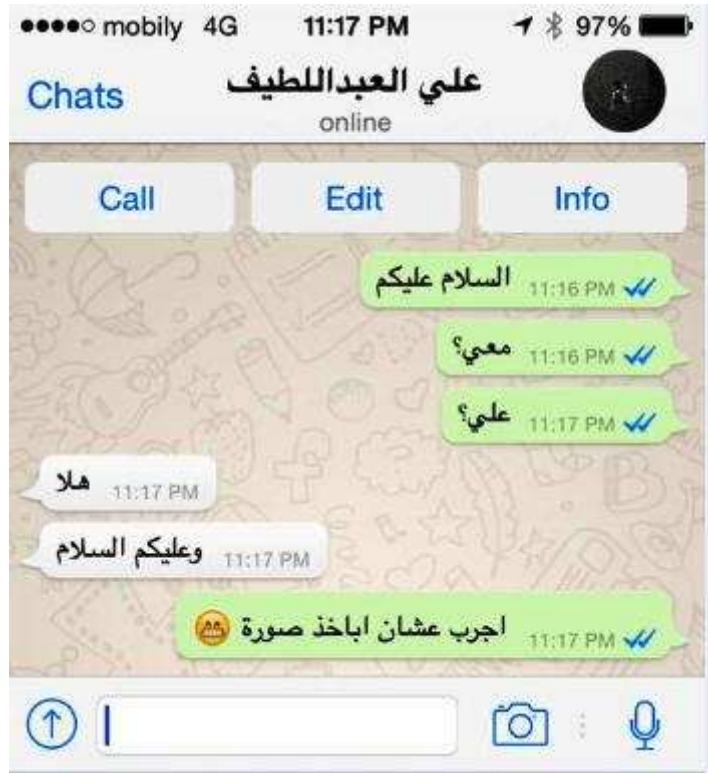 mobily 4G 11:17 PM 97%
Chats علي العبداللطيف
online
Call Edit Info
السلام عليكم 11:16 PM
معي؟ 11:16 PM
علي؟ 11:17 PM
هلا 11:17 PM
وعليكم السلام 11:17 PM
اجرب عشان اباخذ صورة 😁 11:17 PM